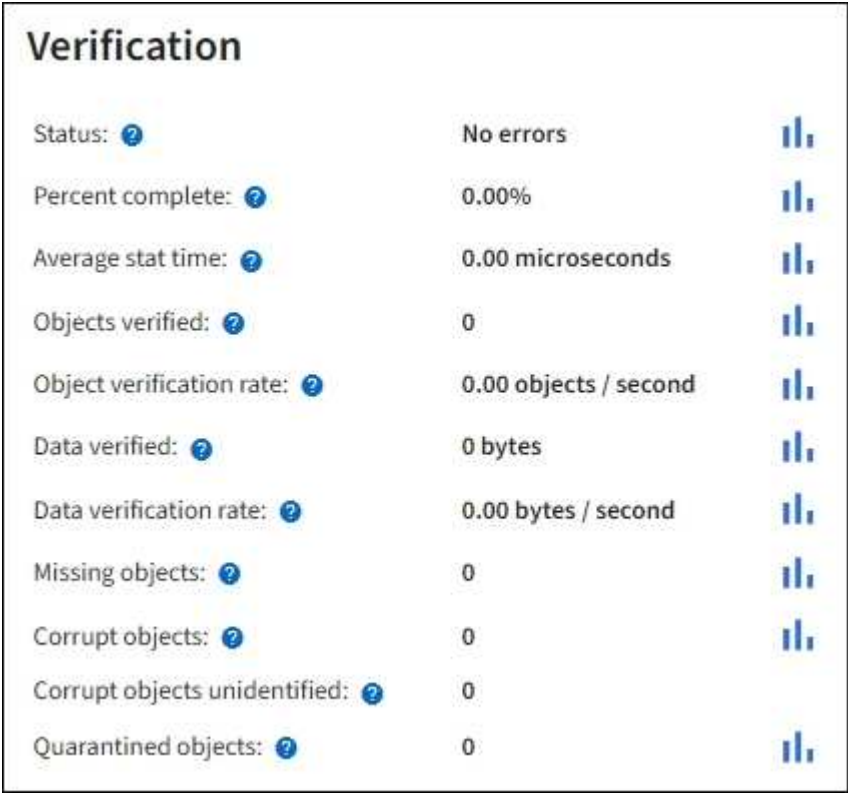 Verification
Status: ? No errors
Percent complete: ? 0.00%
Average stat time: ? 0.00 microseconds
Objects verified: ? 0
Object verification rate: ? 0.00 objects / second
Data verified: ? 0 bytes
Data verification rate: ? 0.00 bytes / second
Missing objects: ? 0
Corrupt objects: ? 0
Corrupt objects unidentified: ? 0
Quarantined objects: ? 0